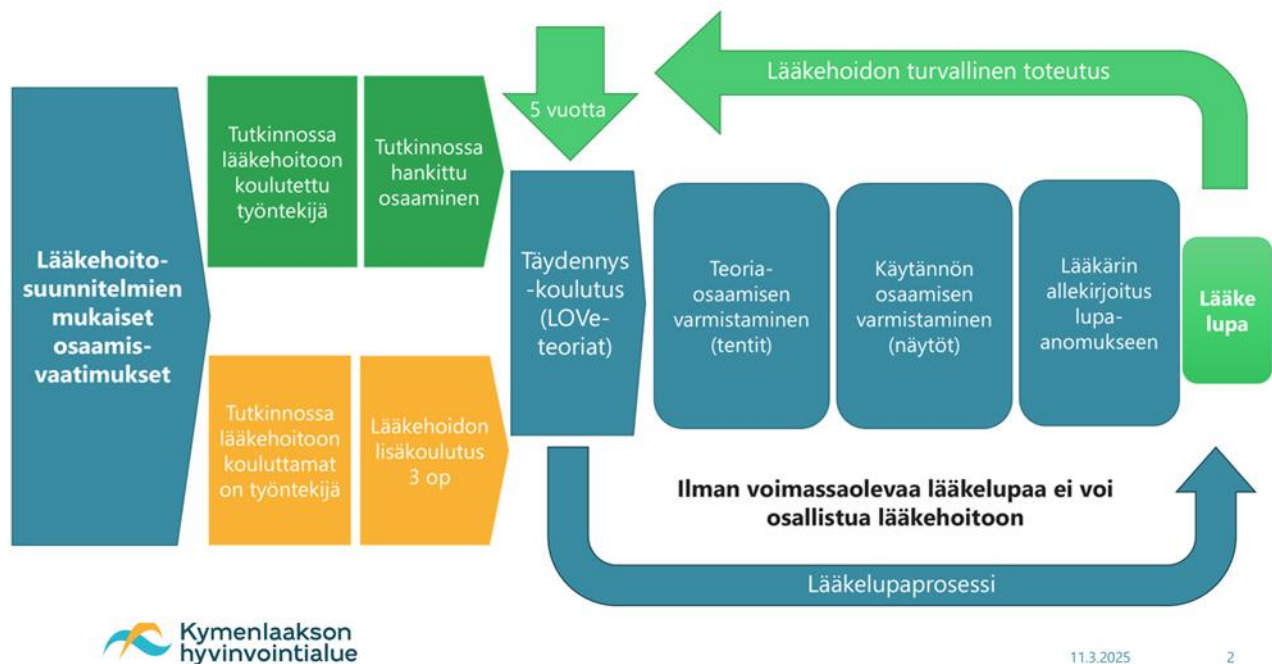 Lääkehoito-
suunnitelmien
mukaiset
osaamis-
vaatimukset
Tutkinnossa
lääkehoitoon
koulutettu
työntekijä
Tutkinnossa
hankittu
osaaminen
Tutkinnossa
lääkehoitoon
kouluttamat
on työntekijä
Lääkehoidon
lisäkoulutus
3 op
5 vuotta
Lääkehoidon turvallinen toteutus
Täydennys
-koulutus
(LOVe-
teoriat)
Teoria-
osaamisen
varmistaminen
(tentit)
Käytännön
osaamisen
varmistaminen
(näytöt)
Lääkärin
allekirjoitus
lupa-
anomukseen
Lääke
lupa
Ilman voimassaolevaa lääkelupaa ei voi
osallistua lääkehoitoon
Lääkelupaprosessi
Kymenlaakson
hyvinvointialue
11.3.2025
2